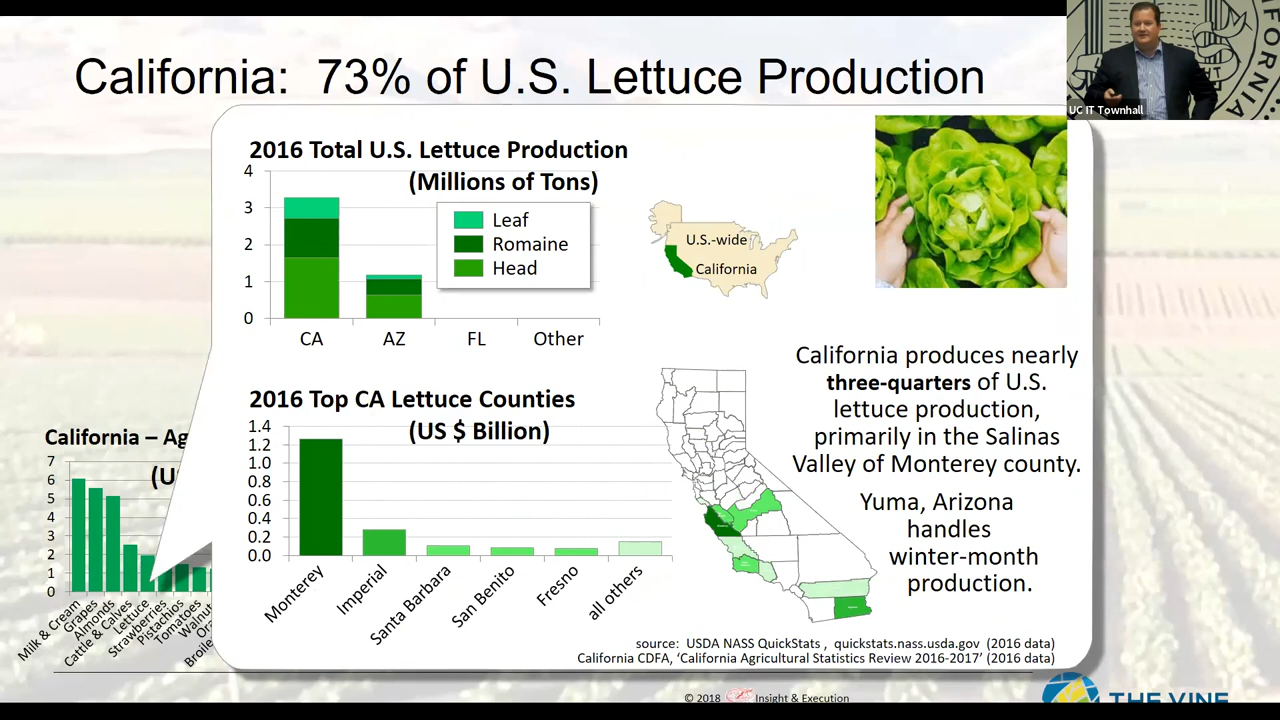 California: 73% of U.S. Lettuce Production
UC IT Townhall
2016 Total U.S. Lettuce Production
(Millions of Tons)
4
3
2
1
0
Leaf
Romaine
Head
CA AZ FL Other
U.S.-wide
California
2016 Top CA Lettuce Counties
(US $ Billion)
1.4
1.2
1.0
0.8
0.6
0.4
0.2
0.0
Monterey
Imperial
Santa Barbara
San Benito
Fresno
all others
California produces nearly
three-quarters of U.S.
lettuce production,
primarily in the Salinas
Valley of Monterey county.
Yuma, Arizona
handles
winter-month
production.
California – Ag
(U
7
6
5
4
3
2
1
0
Milk & Cream
Grapes
Almonds
Cattle & Calves
Lettuce
Strawberries
Pistachios
Tomatoes
Walnut
Or
Broile
source: USDA NASS QuickStats , quickstats.nass.usda.gov (2016 data)
California CDFA, ‘California Agricultural Statistics Review 2016-2017’ (2016 data)
© 2018 Insight & Execution
THE VINE